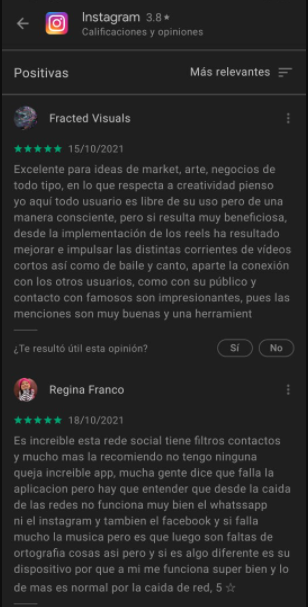 Instagram 3.8★
Calificaciones y opiniones
Positivas
Más relevantes
Fracted Visuals
★★★★★ 15/10/2021
Excelente para ideas de market, arte, negocios de
todo tipo, en lo que respecta a creatividad pienso
yo aquí todo usuario es libre de su uso pero de una
manera consciente, pero si resulta muy beneficiosa,
desde la implementación de los reels ha resultado
mejorar e impulsar las distintas corrientes de vídeos
cortos así como de baile y canto, aparte la conexión
con los otros usuarios, como con su público y
contacto con famosos son impresionantes, pues las
menciones son muy buenas y una herramient
¿Te resultó útil esta opinión?
Sí
No
Regina Franco
★★★★★ 18/10/2021
Es increible esta rede social tiene filtros contactos
y mucho mas la recomiendo no tengo ninguna
queja increible app, mucha gente dice que falla la
aplicacion pero hay que entender que desde la caida
de las redes no funciona muy bien el whatssapp
ni el instagram y tambien el facebook y si falla
mucho la musica pero es que luego son faltas de
ortografia cosas asi pero y si es algo diferente es su
dispositivo por que a mi me funciona super bien y lo
de mas es normal por la caida de red, 5 ☆